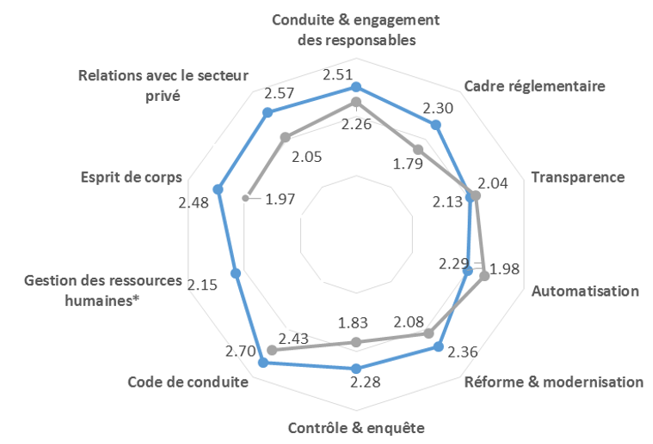 Conduite & engagement
des responsables
Relations avec le secteur
privé
2.51
2.57
2.30
Cadre réglementaire
2.26
2.05
1.79
Esprit de corps
2.48
1.97
2.04
2.13
Transparence
Gestion des ressources
humaines*
2.15
2.29
1.98
Automatisation
1.83
2.08
2.43
2.70
2.36
Code de conduite
2.28
Réforme & modernisation
Contrôle & enquête